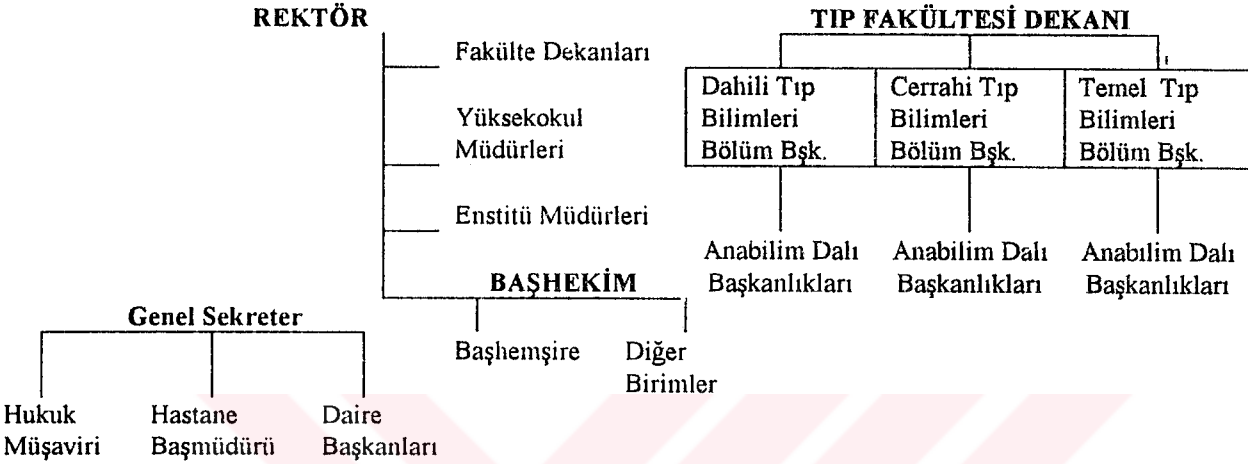 REKTÖR
Fakülte Dekanları
Yüksekokul
Müdürleri
Enstitü Müdürleri
BAŞHEKİM
Başhemşire
Diğer
Birimler
Genel Sekreter
Hukuk
Müşaviri
Hastane
Başmüdürü
Daire
Başkanları
TIP FAKÜLTESİ DEKANI
Dahili Tıp
Bilimleri
Bölüm Bşk.
Cerrahi Tıp
Bilimleri
Bölüm Bşk.
Temel Tıp
Bilimleri
Bölüm Bşk.
Anabilim Dalı
Başkanlıkları
Anabilim Dalı
Başkanlıkları
Anabilim Dalı
Başkanlıkları